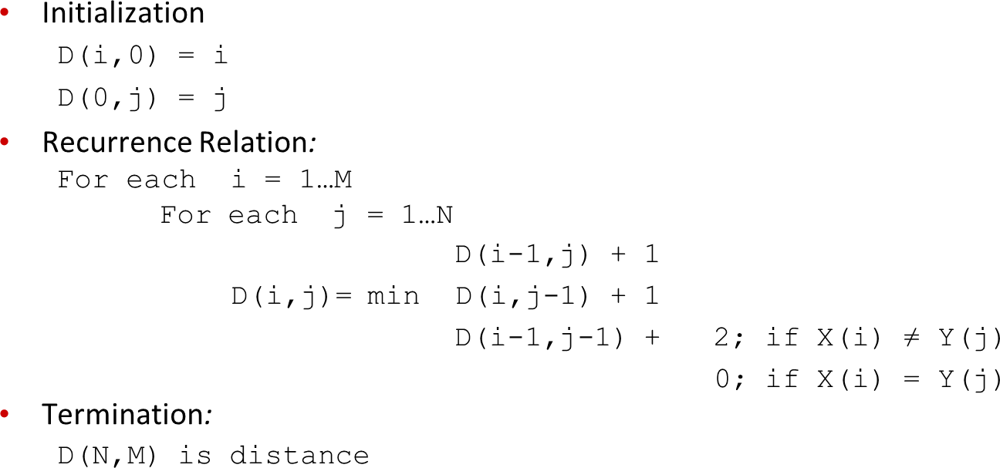 • Initialization
D(i,0) = i
D(0,j) = j
• Recurrence Relation:
For each  i = 1…M
For each  j = 1…N
D(i-1,j) + 1
D(i,j)= min  D(i,j-1) + 1
D(i-1,j-1) +   2; if X(i) ≠ Y(j)
0; if X(i) = Y(j)
• Termination:
D(N,M) is distance